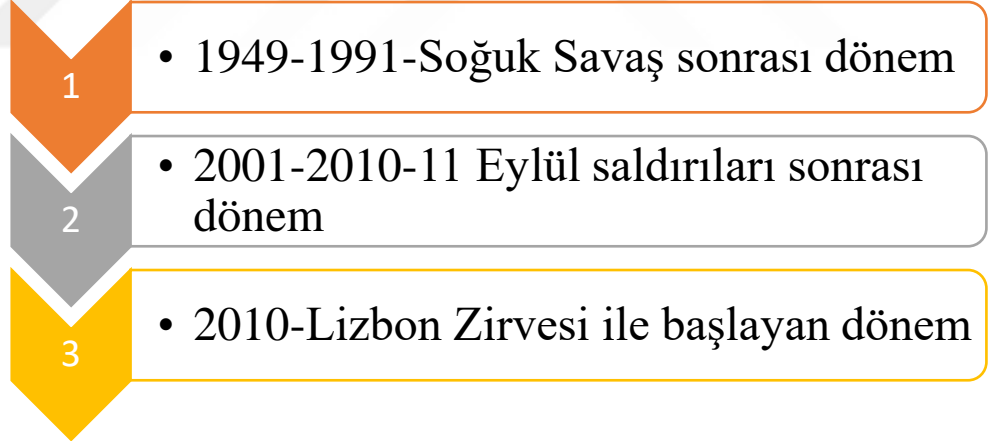 1
• 1949-1991-Soğuk Savaş sonrası dönem
2
• 2001-2010-11 Eylül saldırıları sonrası
dönem
3
• 2010-Lizbon Zirvesi ile başlayan dönem